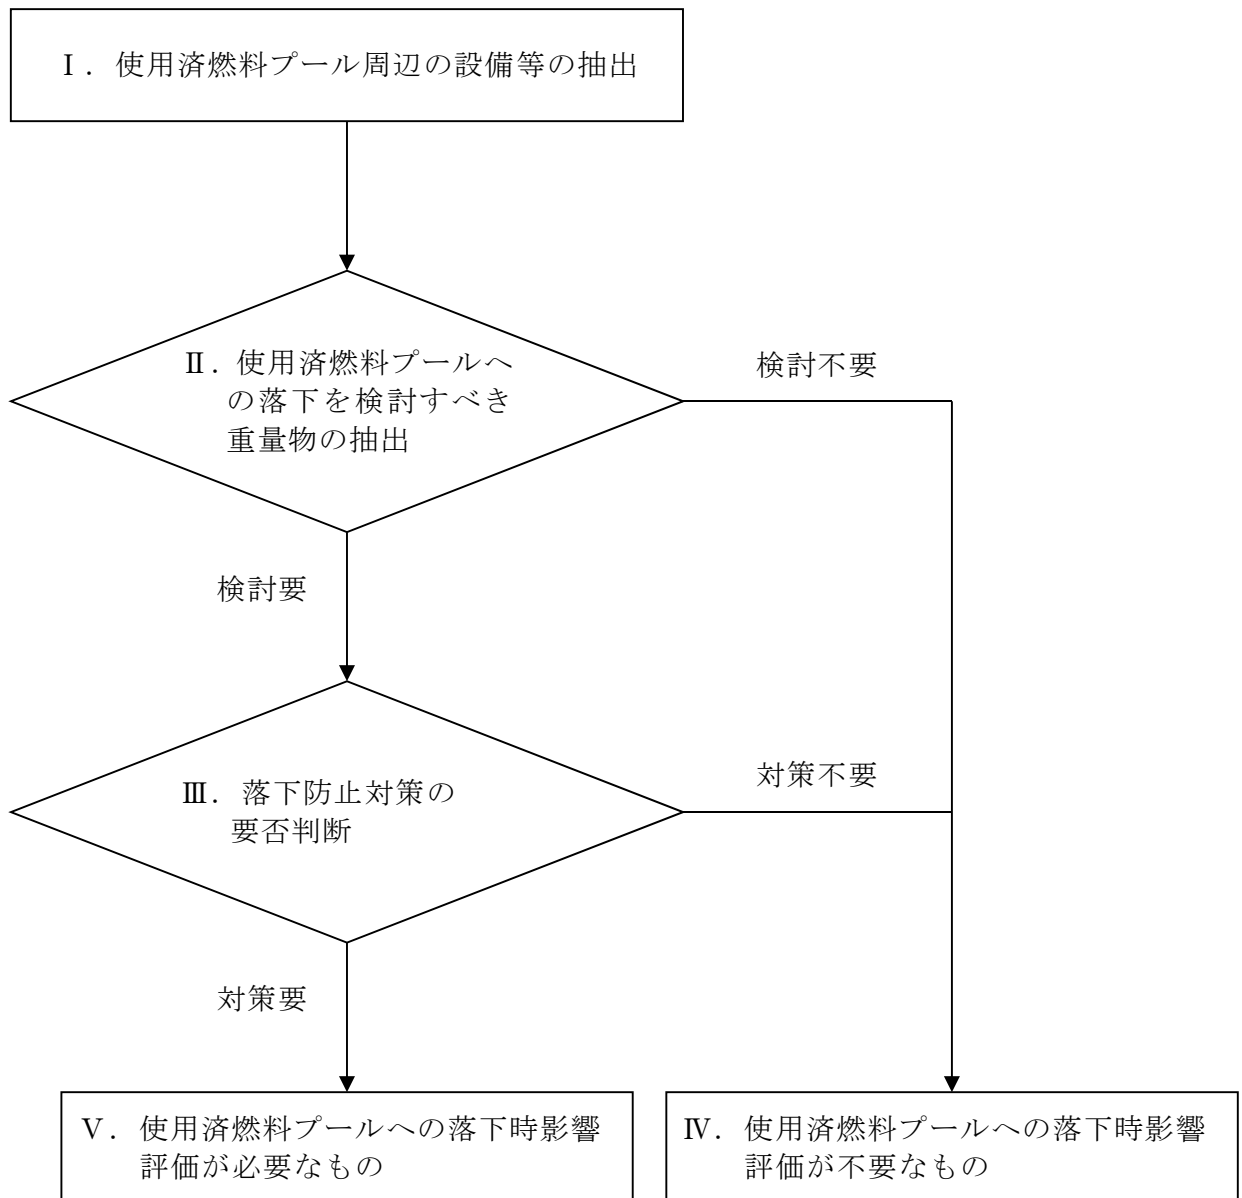 Ⅰ．使用済燃料プール周辺の設備等の抽出
Ⅱ．使用済燃料プールへ
の落下を検討すべき
重量物の抽出
検討不要
検討要
Ⅲ．落下防止対策の
要否判断
対策不要
対策要
Ⅴ．使用済燃料プールへの落下時影響
評価が必要なもの
Ⅳ．使用済燃料プールへの落下時影響
評価が不要なもの